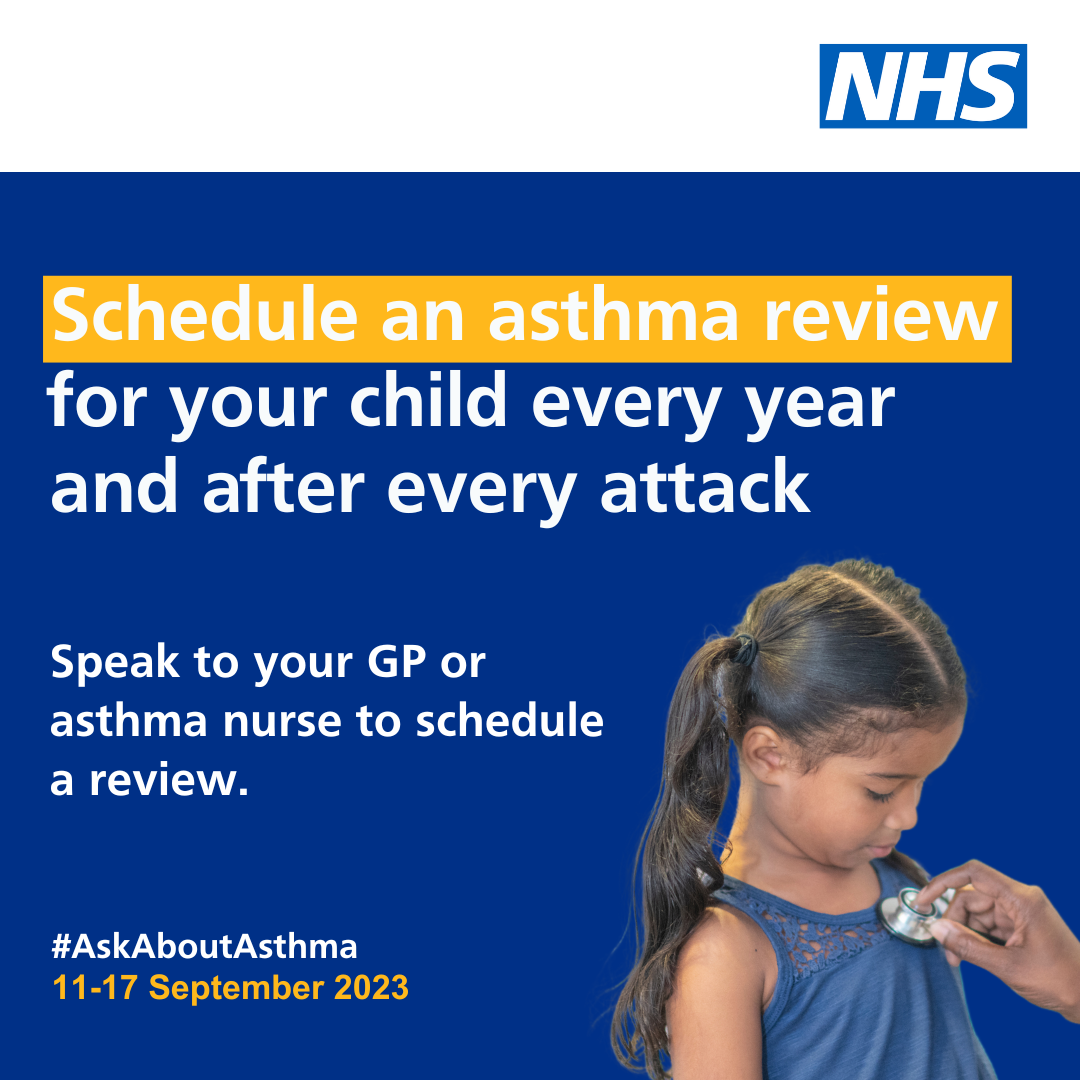 NHS
Schedule an asthma review
for your child every year
and after every attack
Speak to your GP or
asthma nurse to schedule
a review.
#AskAboutAsthma
11-17 September 2023